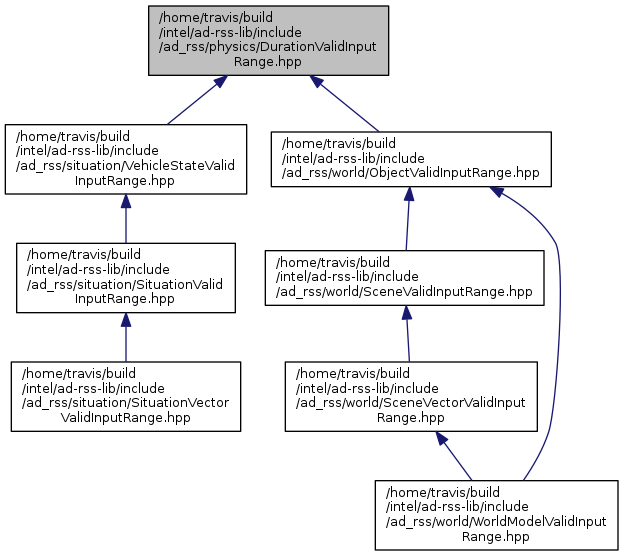 /home/travis/build
/intel/ad-rss-lib/include
/ad_rss/physics/DurationValidInput
Range.hpp
/home/travis/build
/intel/ad-rss-lib/include
/ad_rss/situation/VehicleStateValid
InputRange.hpp
/home/travis/build
/intel/ad-rss-lib/include
/ad_rss/world/ObjectValidInputRange.hpp
/home/travis/build
/intel/ad-rss-lib/include
/ad_rss/situation/SituationValid
InputRange.hpp
/home/travis/build
/intel/ad-rss-lib/include
/ad_rss/world/SceneValidInputRange.hpp
/home/travis/build
/intel/ad-rss-lib/include
/ad_rss/situation/SituationVector
ValidInputRange.hpp
/home/travis/build
/intel/ad-rss-lib/include
/ad_rss/world/SceneVectorValidInput
Range.hpp
/home/travis/build
/intel/ad-rss-lib/include
/ad_rss/world/WorldModelValidInput
Range.hpp